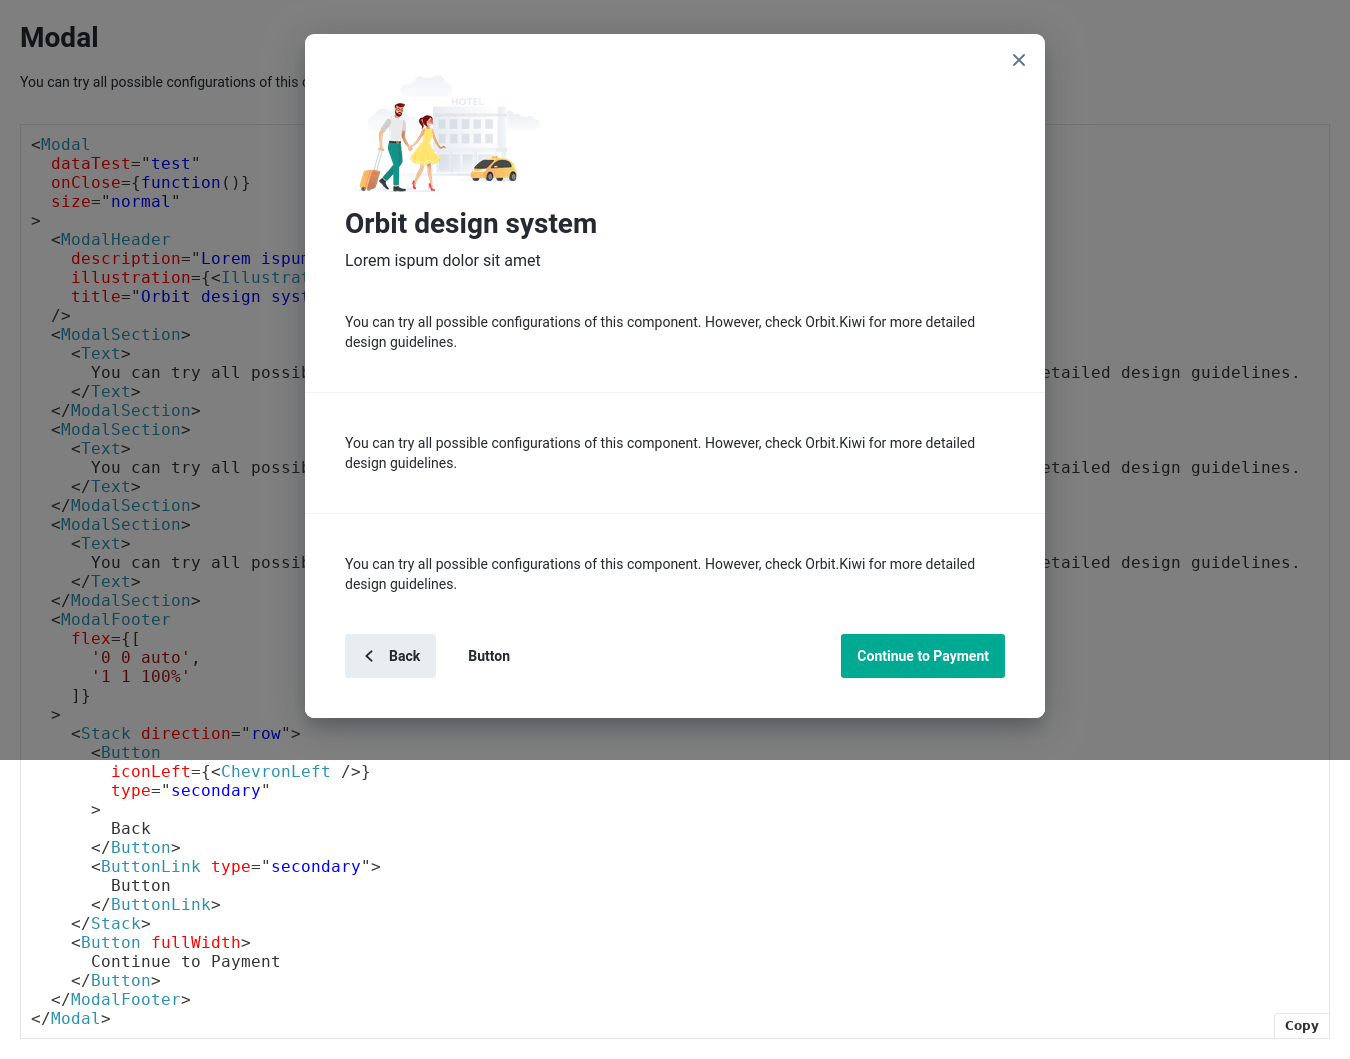 Modal
You can try all possible configurations of this
<Modal
dataTest="test"
onClose={function()}
size="normal"
>
<ModalHeader
description="Lorem ispum
illustration={<Illustrat
title="Orbit design syst
/>
<ModalSection>
<Text>
You can try all possib etailed design guidelines.
</Text>
</ModalSection>
<ModalSection>
<Text>
You can try all possib etailed design guidelines.
</Text>
</ModalSection>
<ModalSection>
<Text>
You can try all possib etailed design guidelines.
</Text>
</ModalSection>
<ModalFooter
flex={[
'0 0 auto',
'1 1 100%'
]}
>
<Stack direction="row">
<Button
iconLeft={<ChevronLeft />}
type="secondary"
>
Back
</Button>
<ButtonLink type="secondary">
Button
</ButtonLink>
</Stack>
<Button fullWidth>
Continue to Payment
</Button>
</ModalFooter>
</Modal>
Copy
HOTEL
Orbit design system
Lorem ispum dolor sit amet
You can try all possible configurations of this component. However, check Orbit.Kiwi for more detailed
design guidelines.
You can try all possible configurations of this component. However, check Orbit.Kiwi for more detailed
design guidelines.
You can try all possible configurations of this component. However, check Orbit.Kiwi for more detailed
design guidelines.
Back
Button
Continue to Payment